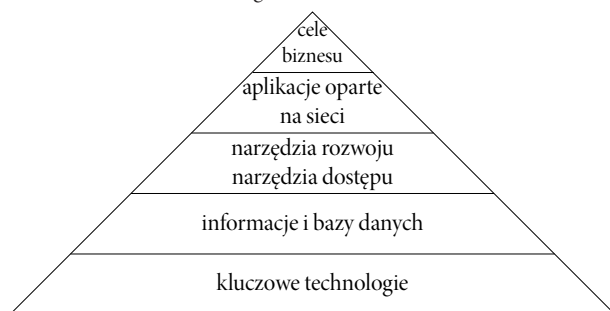 cele
biznesu
aplikacje oparte
na sieci
narzędzia rozwoju
narzędzia dostępu
informacje i bazy danych
kluczowe technologie